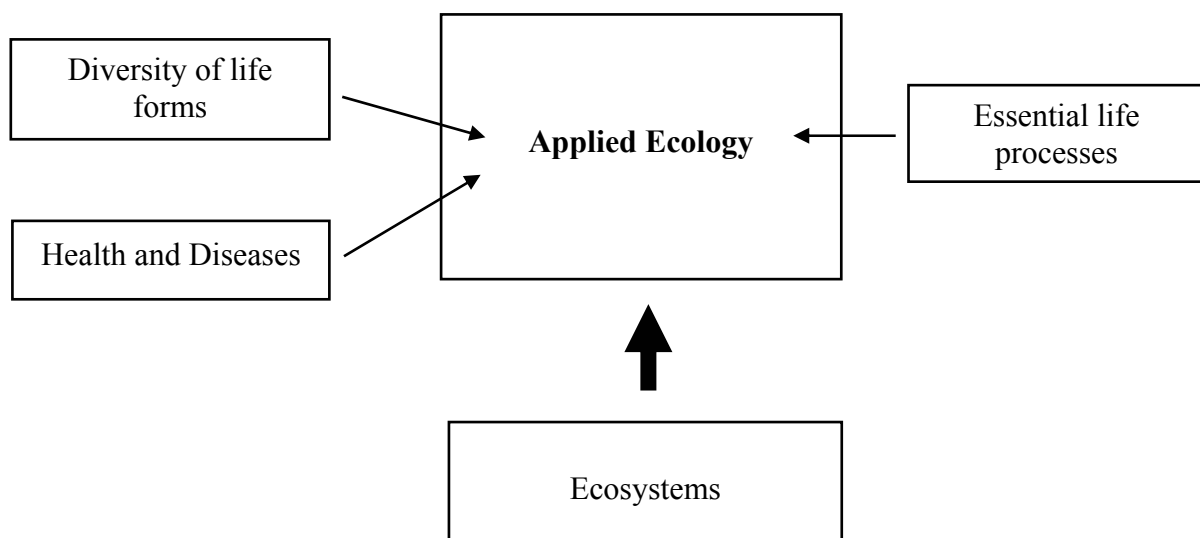 Diversity of life
forms
Applied Ecology
Essential life
processes
Health and Diseases
Ecosystems